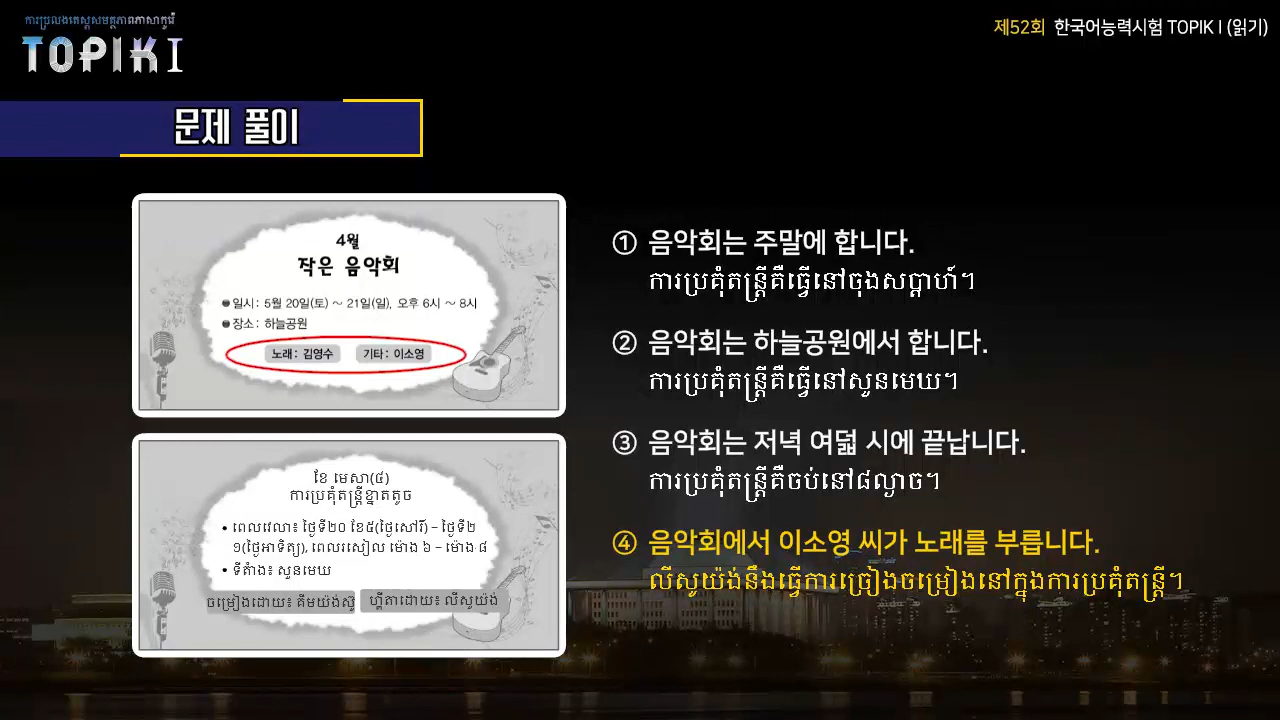 ការប្រលងតេស្តសមត្ថភាពភាសាកូរ៉េ
TOPIK I
제52회 한국어능력시험 TOPIK I (읽기)
문제 풀이
4월
작은 음악회
일시 : 5월 20일(토) ~ 21일(일), 오후 6시 ~ 8시
장소 : 하늘공원
노래 : 김영수 기타 : 이소영
ខែ មេសា(៤)
ការប្រគុំតន្ត្រីខ្នាតតូច
• ពេលវេលា៖ ថ្ងៃទី២០ ខែ៥(ថ្ងៃសៅរ៍) – ថ្ងៃទី២
១(ថ្ងៃអាទិត្យ), ពេលរសៀល ម៉ោង ៦ – ម៉ោង ៨
• ទីតាំង៖ សួនមេឃ
ចម្រៀងដោយ៖ គីមយ៉ង់ស៊ូ ហ្គីតាដោយ៖ លីសូយ៉ង់
① 음악회는 주말에 합니다.
ការប្រគុំតន្ត្រីគឺធ្វើនៅចុងសប្តាហ៍។
② 음악회는 하늘공원에서 합니다.
ការប្រគុំតន្ត្រីគឺធ្វើនៅសួនមេឃ។
③ 음악회는 저녁 여덟 시에 끝납니다.
ការប្រគុំតន្ត្រីគឺចប់នៅ៨ល្ងាច។
④ 음악회에서 이소영 씨가 노래를 부릅니다.
លីសូយ៉ង់នឹងធ្វើការច្រៀងចម្រៀងនៅក្នុងការប្រគុំតន្ត្រី។